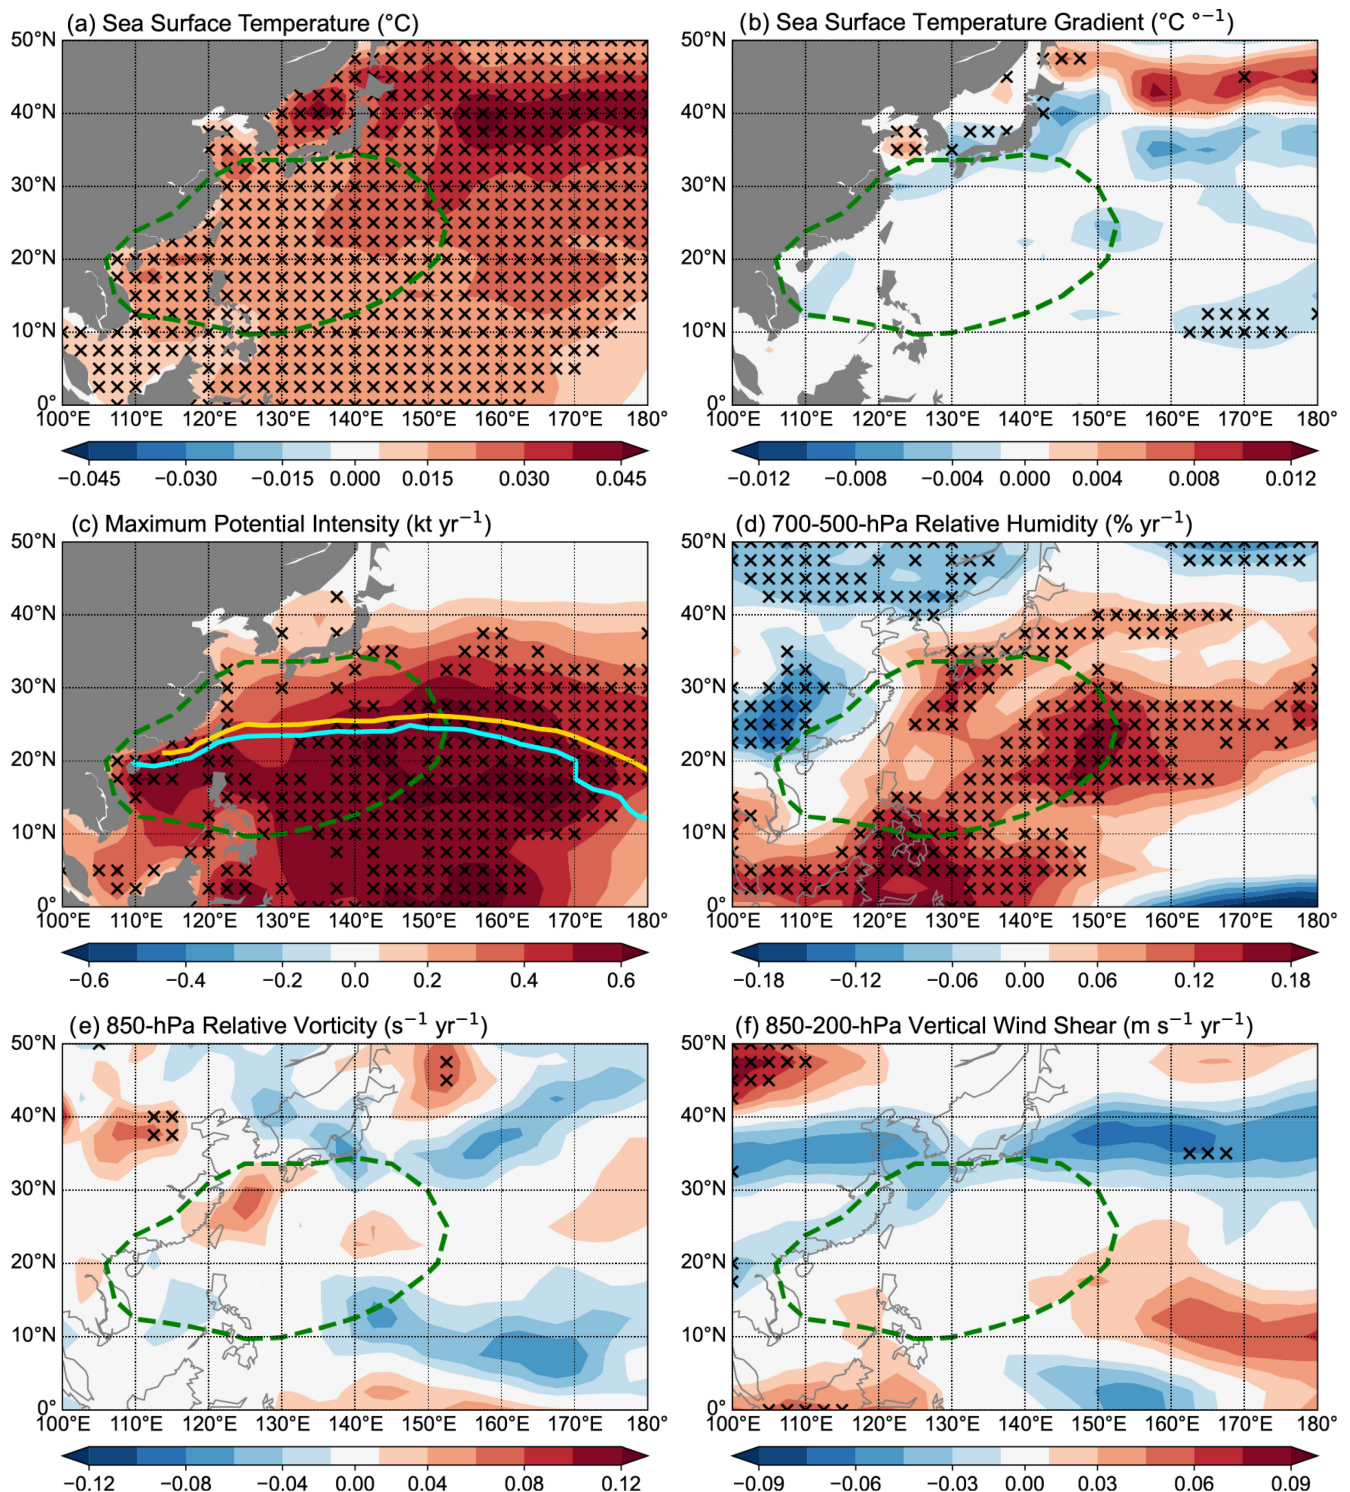 (a) Sea Surface Temperature (°C)
50°N
40°N
30°N
20°N
10°N
0°
100°E 110°E 120°E 130°E 140°E 150°E 160°E 170°E 180°
−0.045 −0.030 −0.015 0.000 0.015 0.030 0.045
(b) Sea Surface Temperature Gradient (°C °⁻¹)
50°N
40°N
30°N
20°N
10°N
0°
100°E 110°E 120°E 130°E 140°E 150°E 160°E 170°E 180°
−0.012 −0.008 −0.004 0.000 0.004 0.008 0.012
(c) Maximum Potential Intensity (kt yr⁻¹)
50°N
40°N
30°N
20°N
10°N
0°
100°E 110°E 120°E 130°E 140°E 150°E 160°E 170°E 180°
−0.6 −0.4 −0.2 0.0 0.2 0.4 0.6
(d) 700-500-hPa Relative Humidity (% yr⁻¹)
50°N
40°N
30°N
20°N
10°N
0°
100°E 110°E 120°E 130°E 140°E 150°E 160°E 170°E 180°
−0.18 −0.12 −0.06 0.00 0.06 0.12 0.18
(e) 850-hPa Relative Vorticity (s⁻¹ yr⁻¹)
50°N
40°N
30°N
20°N
10°N
0°
100°E 110°E 120°E 130°E 140°E 150°E 160°E 170°E 180°
−0.12 −0.08 −0.04 0.00 0.04 0.08 0.12
(f) 850-200-hPa Vertical Wind Shear (m s⁻¹ yr⁻¹)
50°N
40°N
30°N
20°N
10°N
0°
100°E 110°E 120°E 130°E 140°E 150°E 160°E 170°E 180°
−0.09 −0.06 −0.03 0.00 0.03 0.06 0.09